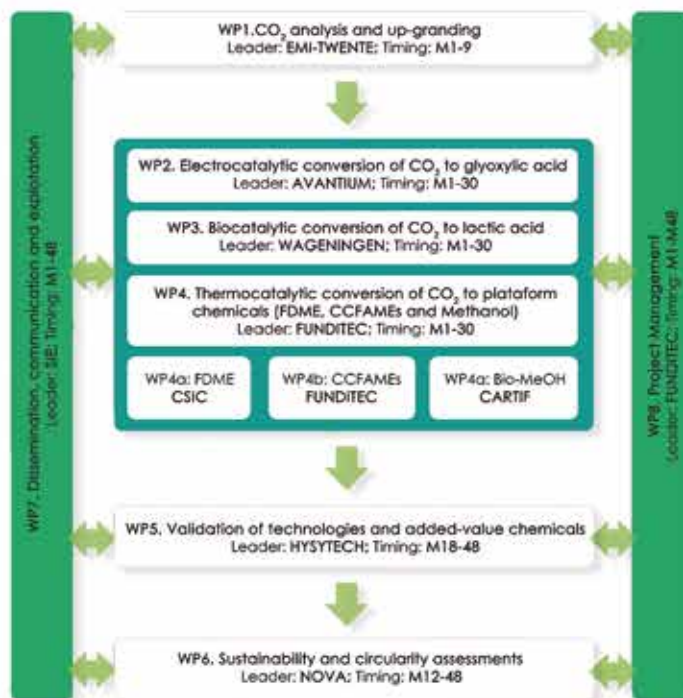 WP1.CO₂ analysis and up-granding
Leader: EMI-TWENTE; Timing: M1-9
WP7. Dissemination, communication and explotation
Leader: SIE; Timing: M1-48
WP2. Electrocatalytic conversion of CO₂ to glyoxylic acid
Leader: AVANTIUM; Timing: M1-30
WP3. Biocatalytic conversion of CO₂ to lactic acid
Leader: WAGENINGEN; Timing: M1-30
WP4. Thermocatalytic conversion of CO₂ to plataform
chemicals (FDME, CCFAMEs and Methanol)
Leader: FUNDITEC; Timing: M1-30
WP4a: FDME
CSIC
WP4b: CCFAMEs
FUNDITEC
WP4a: Bio-MeOH
CARTIF
WP8. Project Management
Leader: FUNDITEC; Timing: M1-M48
WP5. Validation of technologies and added-value chemicals
Leader: HYSYTECH; Timing: M18-48
WP6. Sustainability and circularity assessments
Leader: NOVA; Timing: M12-48